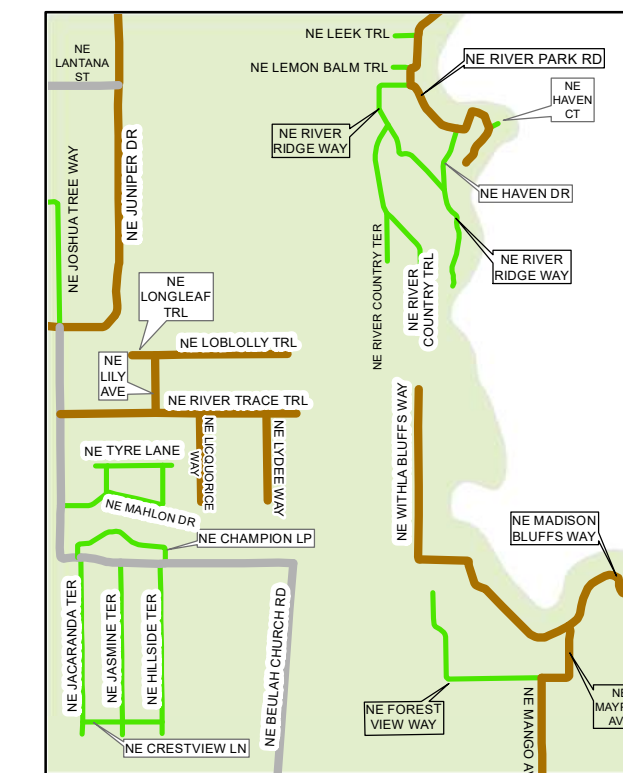 NE LEEK TRL
NE
LANTANA
ST
NE RIVER PARK RD
NE LEMON BALM TRL
NE
HAVEN
CT
NE RIVER
RIDGE WAY
NE JOSHUA TREE WAY
NE JUNIPER DR
NE HAVEN DR
NE RIVER
RIDGE WAY
NE RIVER COUNTRY TER
NE RIVER
COUNTRY TRL
NE
LONGLEAF
TRL
NE LOBLOLLY TRL
NE
LILY
AVE
NE RIVER TRACE TRL
NE LICQUORICE
WAY
NE LYDEE WAY
NE WITHLA BLUFFS WAY
NE TYRE LANE
NE MAHLON DR
NE CHAMPION LP
NE MADISON
BLUFFS WAY
NE JACARANDA TER
NE JASMINE TER
NE HILLSIDE TER
NE BEULAH CHURCH RD
NE FOREST
VIEW WAY
NE MANGO
NE CRESTVIEW LN